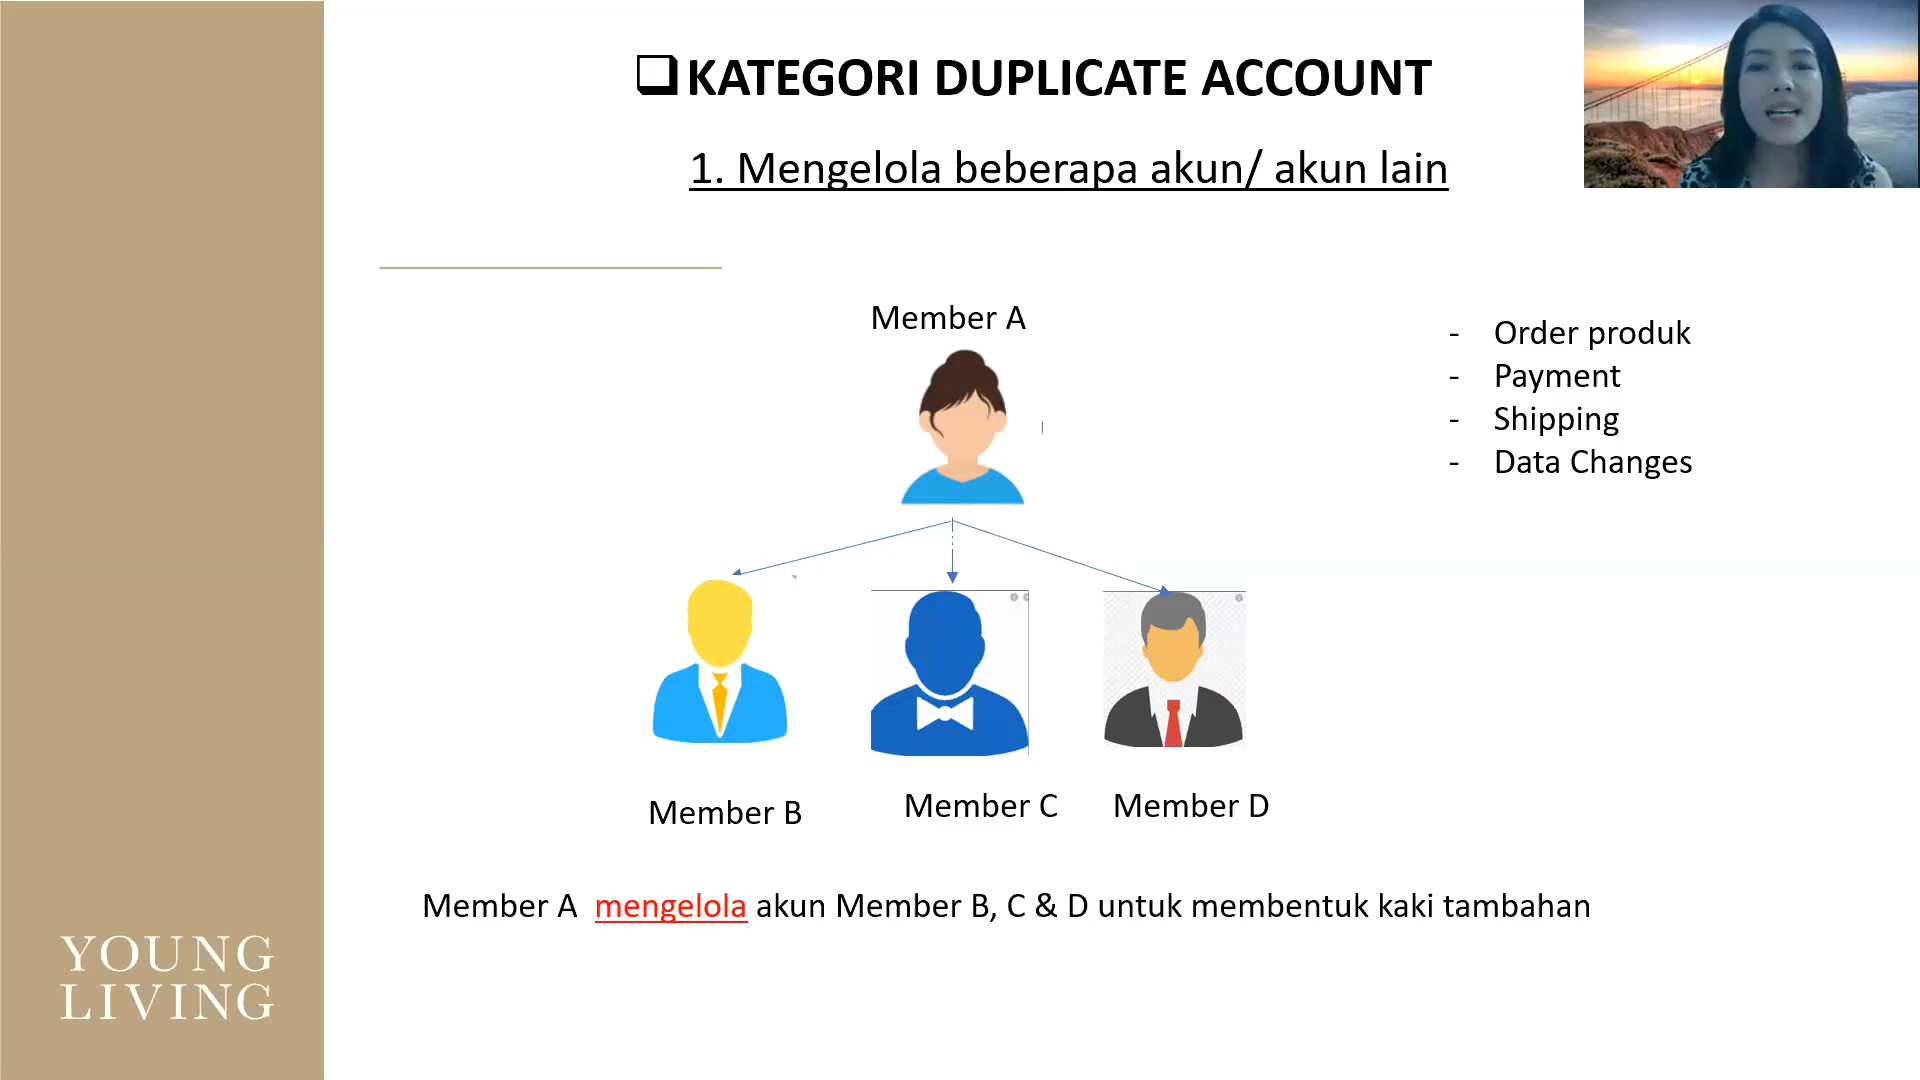 KATEGORI DUPLICATE ACCOUNT
1. Mengelola beberapa akun/ akun lain
Member A
- Order produk
- Payment
- Shipping
- Data Changes
Member B
Member C
Member D
Member A mengelola akun Member B, C & D untuk membentuk kaki tambahan
YOUNG
LIVING